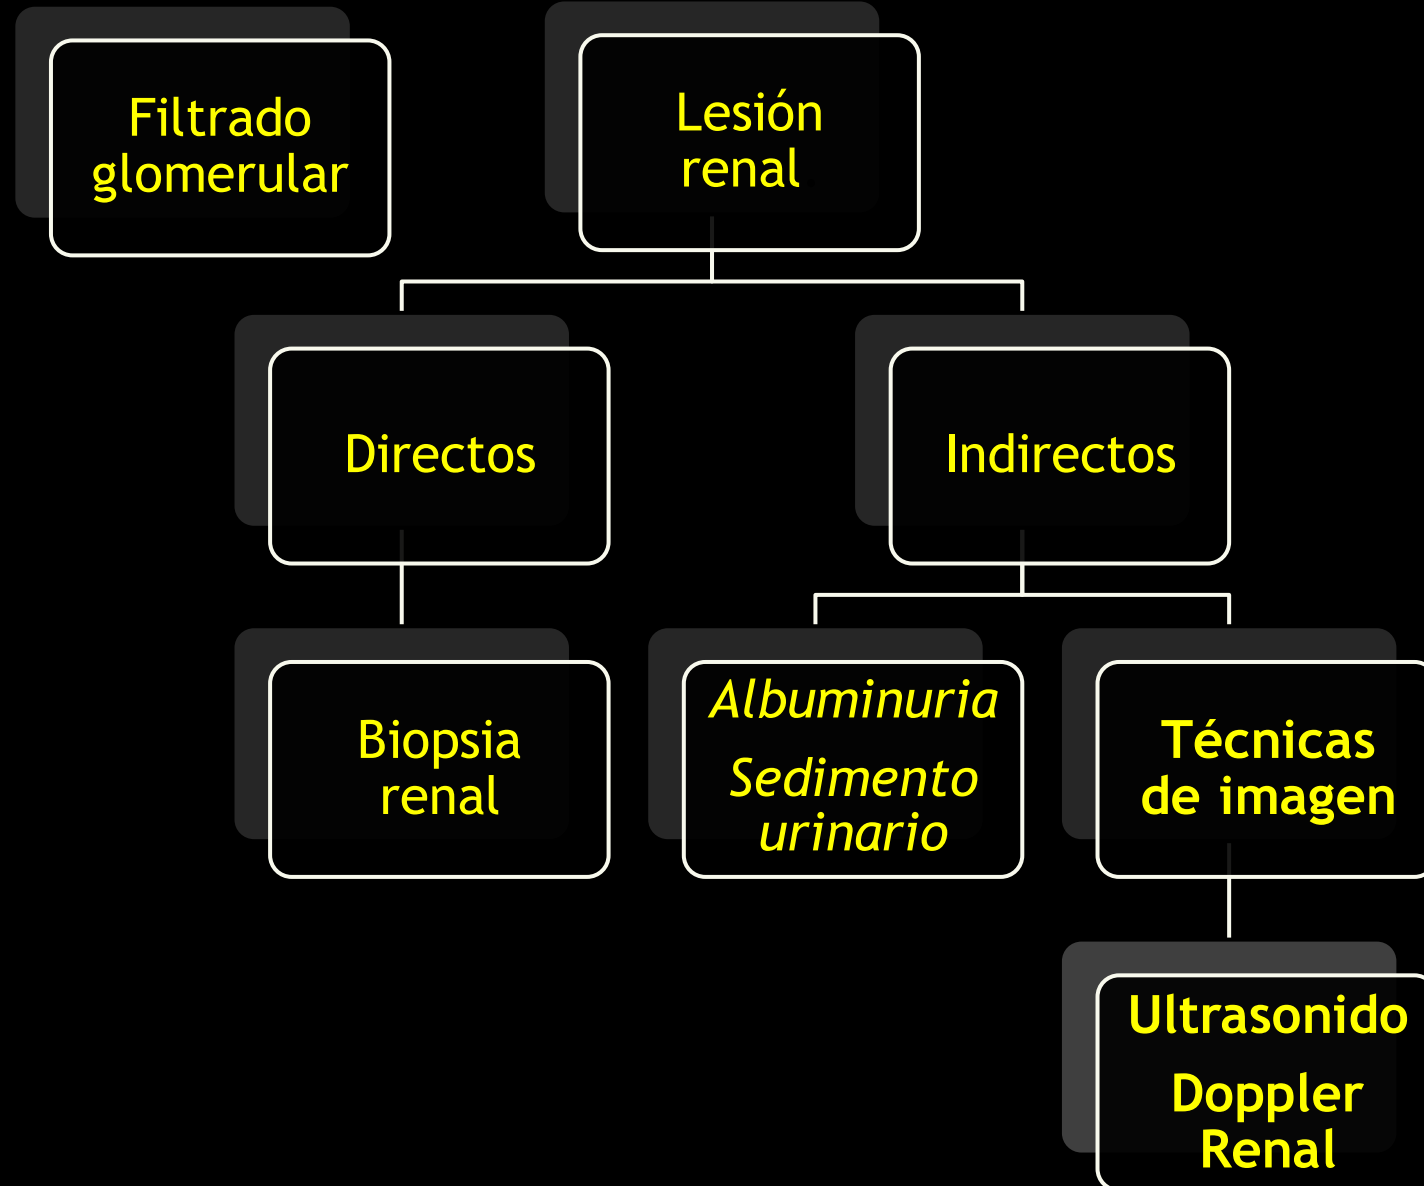 Filtrado
glomerular
Lesión
renal
Directos
Indirectos
Biopsia
renal
Albuminuria
Sedimento
urinario
Técnicas
de imagen
Ultrasonido
Doppler
Renal